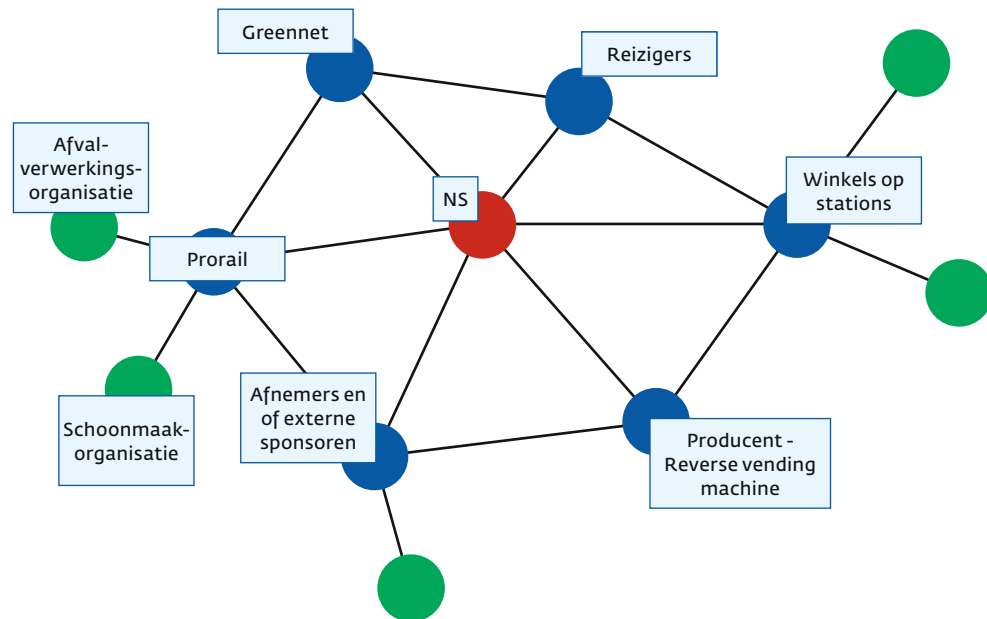 Greennet
Reizigers
Afval-
verwerkings-
organisatie
NS
Winkels op
stations
Prorail
Afnemers en
of externe
sponsoren
Schoonmaak-
organisatie
Producent -
Reverse vending
machine